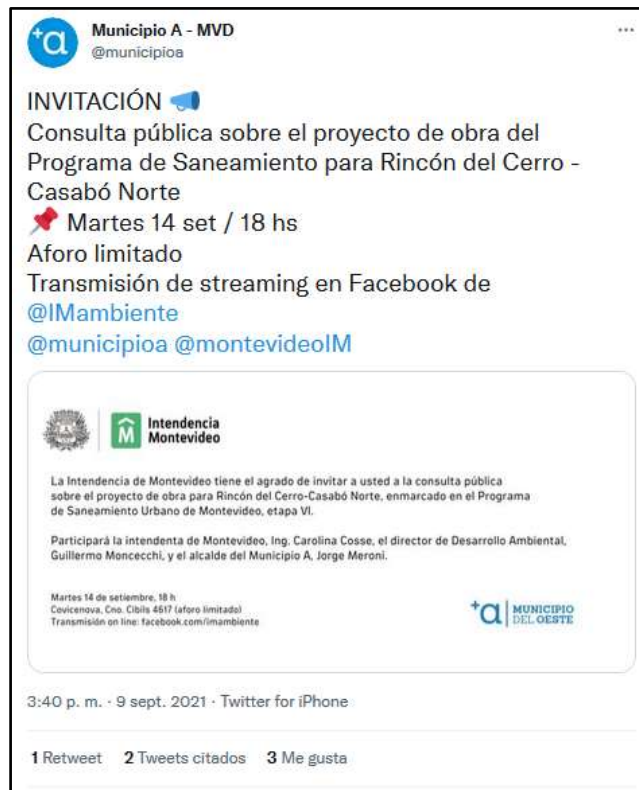 +a
Municipio A - MVD
@municipioa
INVITACIÓN
Consulta pública sobre el proyecto de obra del
Programa de Saneamiento para Rincón del Cerro -
Casabó Norte
Martes 14 set / 18 hs
Aforo limitado
Transmisión de streaming en Facebook de
@IMambiente
@municipioa @montevideoIM
M
Intendencia
Montevideo
La Intendencia de Montevideo tiene el agrado de invitar a usted a la consulta pública
sobre el proyecto de obra para Rincón del Cerro-Casabó Norte, enmarcado en el Programa
de Saneamiento Urbano de Montevideo, etapa VI.
Participará la intendenta de Montevideo, Ing. Carolina Cosse, el director de Desarrollo Ambiental,
Guillermo Moncecchi, y el alcalde del Municipio A, Jorge Meroni.
Martes 14 de setiembre, 18 h
Covicenova, Cno. Cibils 4617 (aforo limitado)
Transmisión on line: facebook.com/imambiente
+a MUNICIPIO
DEL OESTE
3:40 p. m. · 9 sept. 2021 · Twitter for iPhone
1 Retweet 2 Tweets citados 3 Me gusta